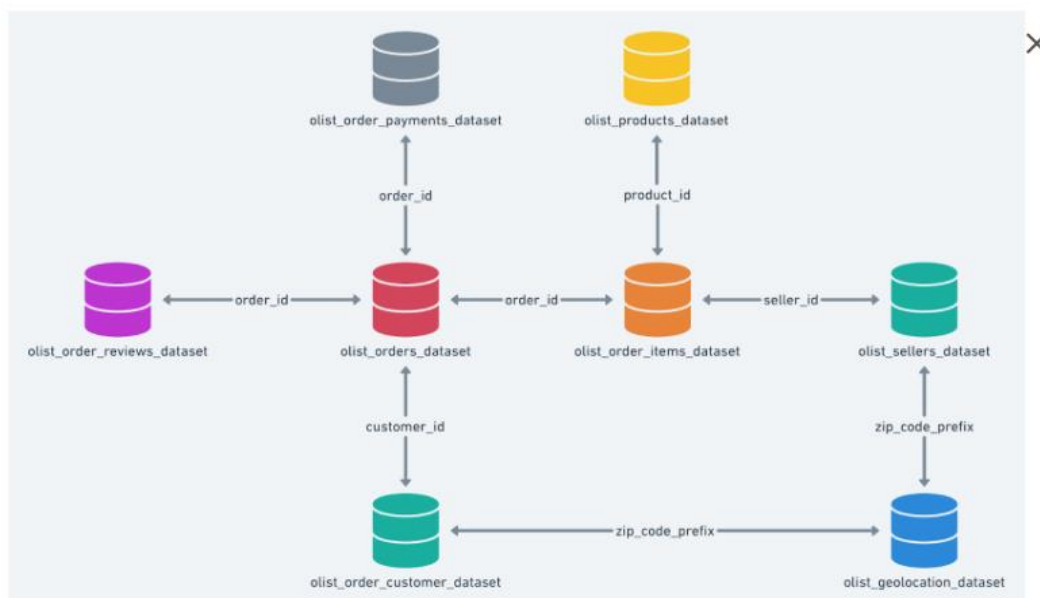 olist_order_payments_dataset
olist_products_dataset
order_id
product_id
order_id
order_id
seller_id
olist_order_reviews_dataset
olist_orders_dataset
olist_order_items_dataset
olist_sellers_dataset
customer_id
zip_code_prefix
zip_code_prefix
olist_order_customer_dataset
olist_geolocation_dataset